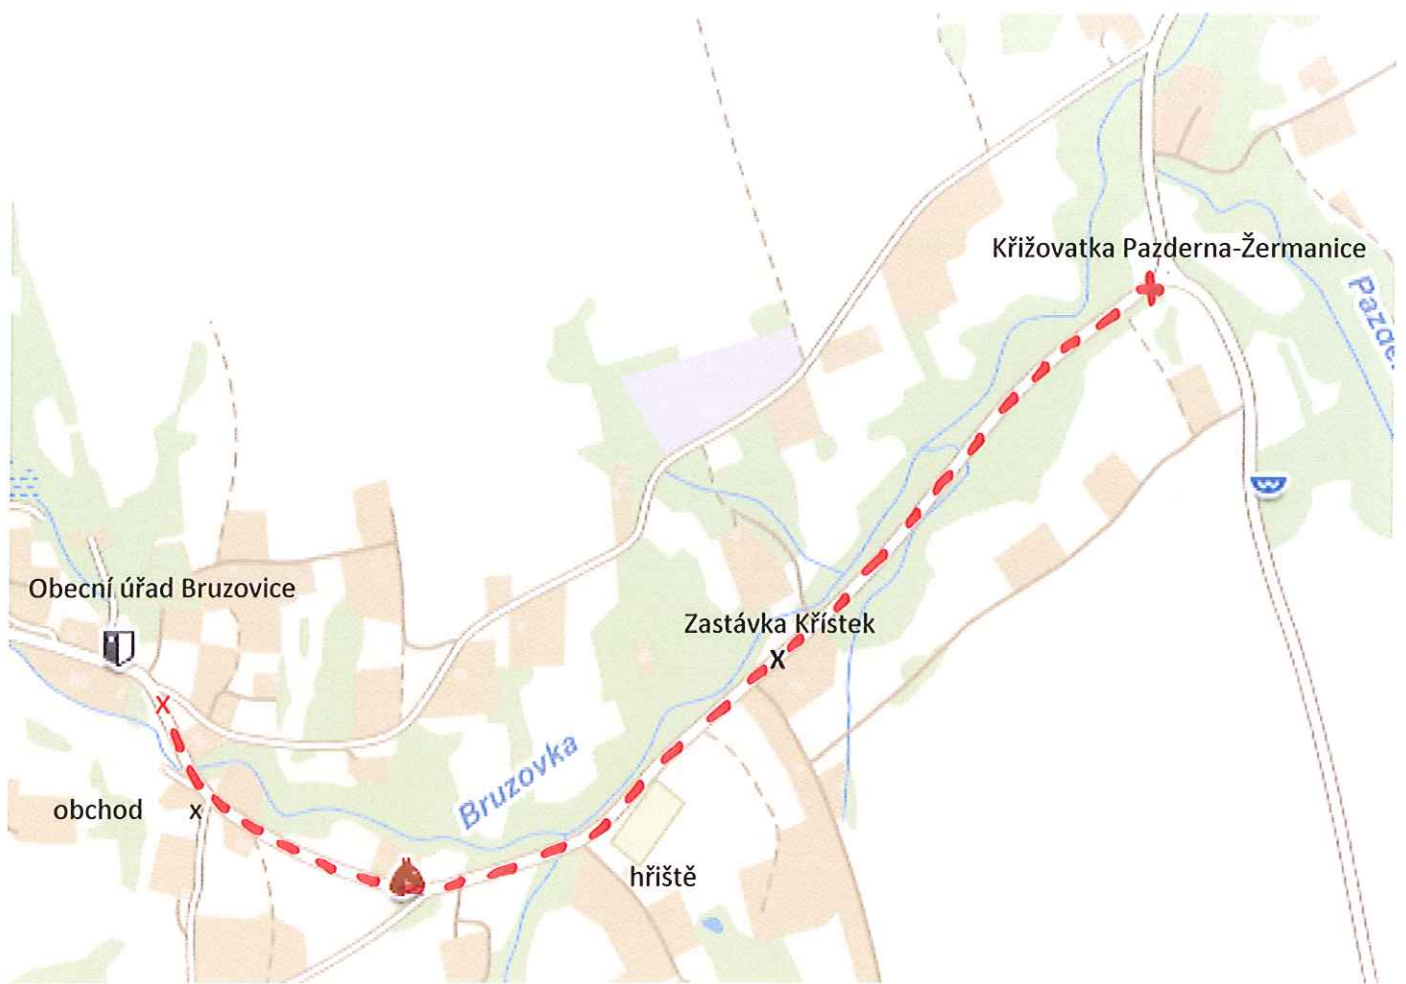 Křižovatka Pazderna-Žermanice
Obecní úřad Bruzovice
Zastávka Křístek
x
x
Bruzovka
obchod
x
hřiště